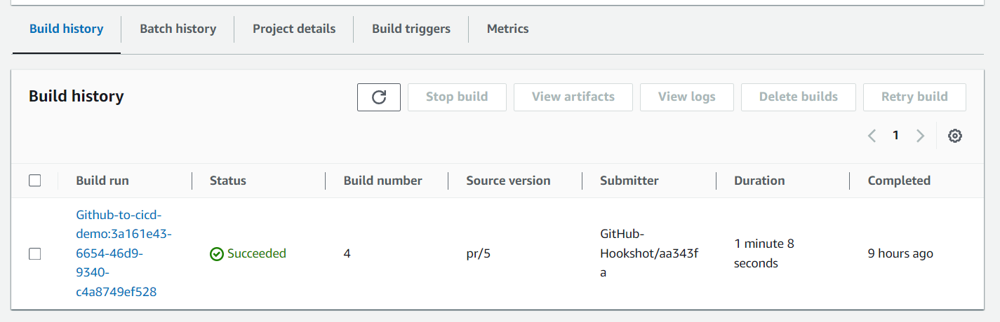 Build history Batch history Project details Build triggers Metrics
Build history Stop build View artifacts View logs Delete builds Retry build
1
Build run Status Build number Source version Submitter Duration Completed
Github-to-cicd-
demo:3a161e43-
6654-46d9-
9340-
c4a8749ef528
Succeeded
4
pr/5
GitHub-
Hookshot/aa343f
a
1 minute 8
seconds
9 hours ago